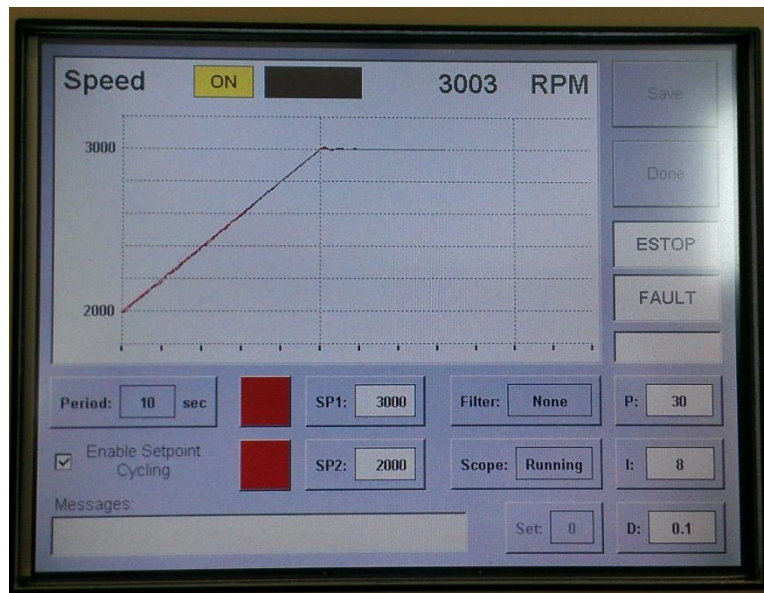 Speed ON 3003 RPM
Save
3000
Done
ESTOP
FAULT
2000
Period: 10 sec
SP1: 3000
Filter: None
P: 30
Enable Setpoint
Cycling
SP2: 2000
Scope: Running
I: 8
Messages:
Set: 0
D: 0.1